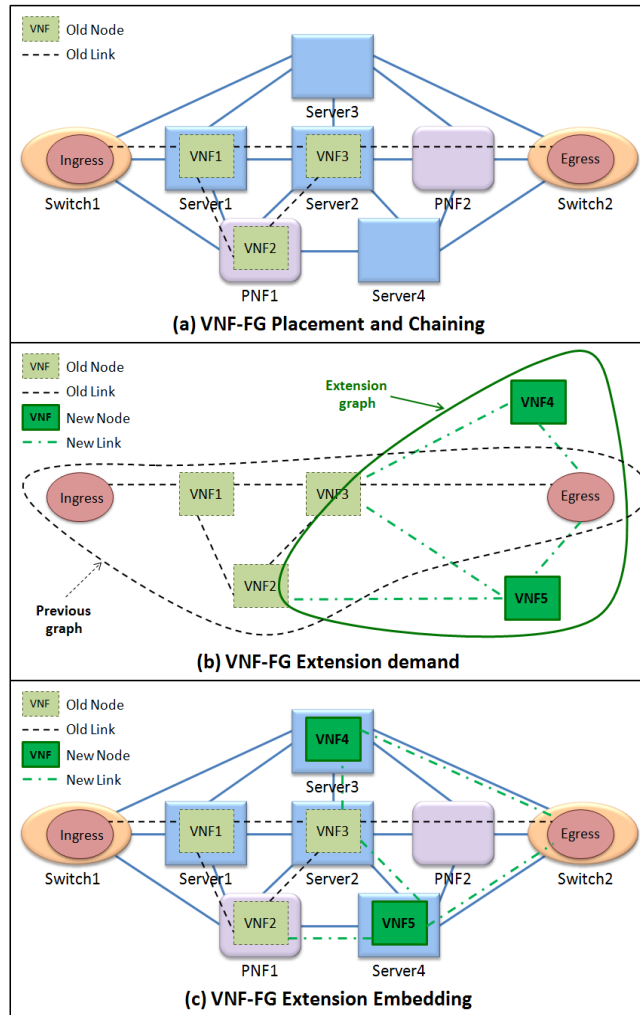 VNF Old Node
Old Link
Server3
Ingress VNF1 VNF3 Egress
Switch1 Server1 Server2 PNF2 Switch2
VNF2
PNF1 Server4
(a) VNF-FG Placement and Chaining
VNF Old Node
Old Link
VNF New Node
New Link
Extension
graph
VNF4
Ingress VNF1 VNF3 Egress
VNF2
VNF5
Previous
graph
(b) VNF-FG Extension demand
VNF Old Node
Old Link
VNF New Node
New Link
VNF4
Server3
Ingress VNF1 VNF3 Egress
Switch1 Server1 Server2 PNF2 Switch2
VNF2 VNF5
PNF1 Server4
(c) VNF-FG Extension Embedding